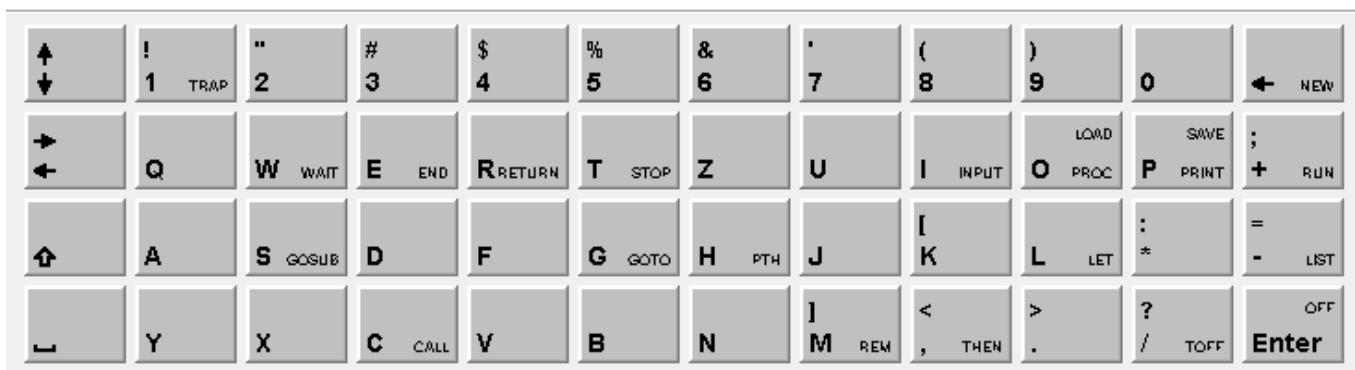 ! " # $ % & ' ( )
1 TRAP 2 3 4 5 6 7 8 9 0 NEW
LOAD SAVE ;
Q W WAIT E END R RETURN T STOP Z U I INPUT O PROC P PRINT + RUN
[ : =
A S GOSUB D F G GOTO H PTH J K L LET * - LIST
] < > ? OFF
Y X C CALL V B N M REM , THEN . / TOFF Enter